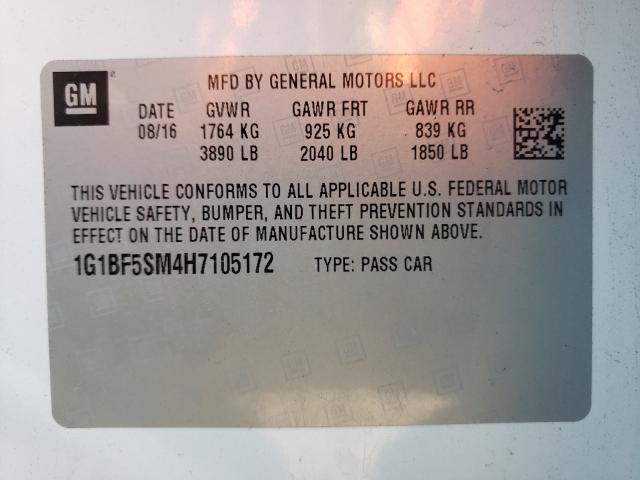 GM
MFD BY GENERAL MOTORS LLC
DATE GVWR GAWR FRT GAWR RR
08/16 1764 KG 925 KG 839 KG
3890 LB 2040 LB 1850 LB
THIS VEHICLE CONFORMS TO ALL APPLICABLE U.S. FEDERAL MOTOR
VEHICLE SAFETY, BUMPER, AND THEFT PREVENTION STANDARDS IN
EFFECT ON THE DATE OF MANUFACTURE SHOWN ABOVE.
1G1BF5SM4H7105172 TYPE: PASS CAR